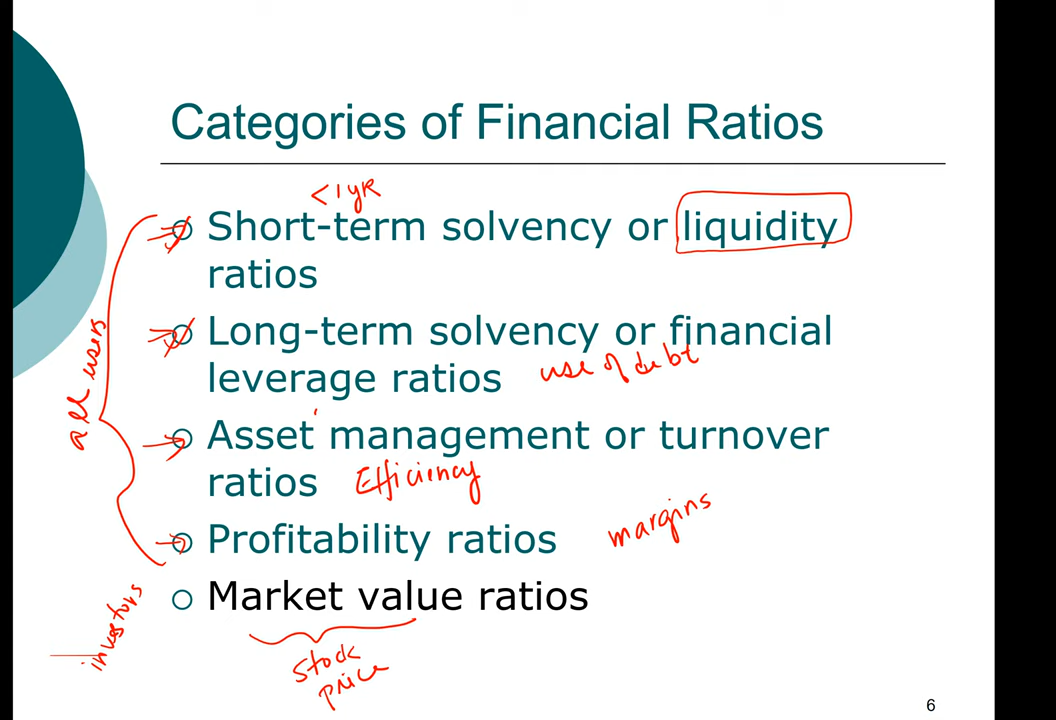 Categories of Financial Ratios
<1 yr
Short-term solvency or liquidity
ratios
Long-term solvency or financial
leverage ratios use of debt
all users
Asset management or turnover
ratios Efficiency
Profitability ratios margins
Market value ratios
investors
stock
price
6